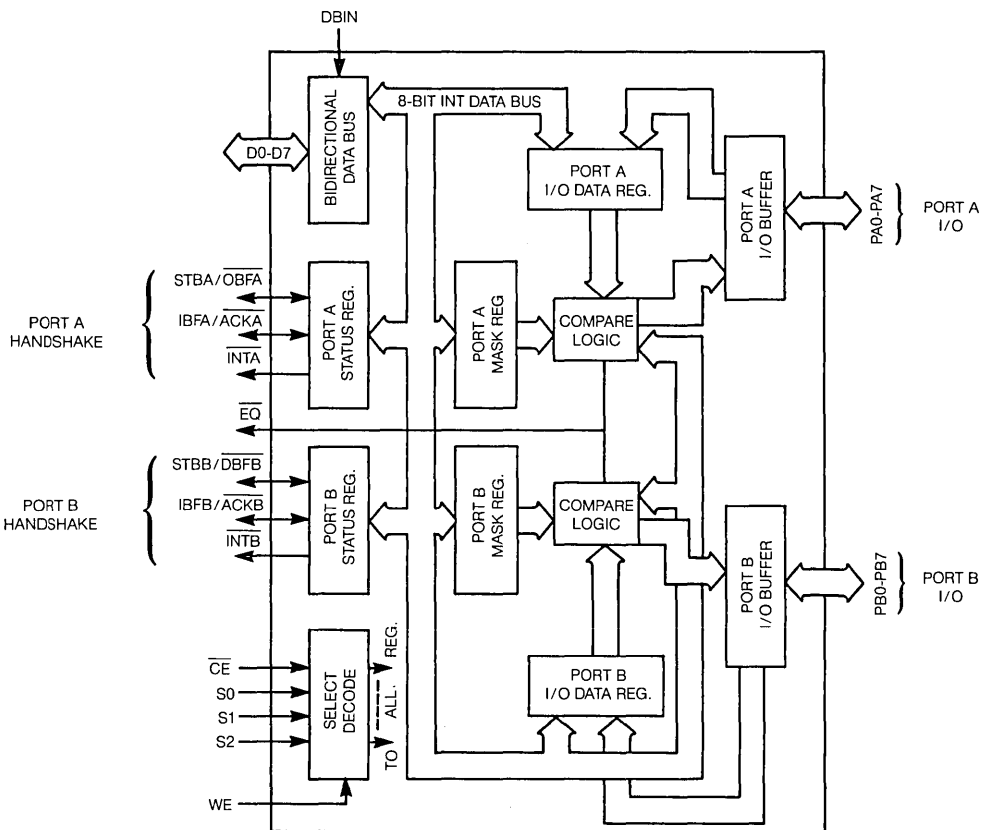 DBIN
8-BIT INT DATA BUS
D0-D7
BIDIRECTIONAL
DATA BUS
PORT A
I/O DATA REG.
PORT A
I/O BUFFER
PA0-PA7
PORT A
I/O
PORT A
HANDSHAKE
STBA/OBFA
IBFA/ACKA
INTA
PORT A
STATUS REG.
PORT A
MASK REG
COMPARE
LOGIC
EQ
PORT B
HANDSHAKE
STBB/DBFB
IBFB/ACKB
INTB
PORT B
STATUS REG.
PORT B
MASK REG.
COMPARE
LOGIC
PORT B
I/O BUFFER
PB0-PB7
PORT B
I/O
CE
S0
S1
S2
WE
SELECT
DECODE
TO ALL. REG.
PORT B
I/O DATA REG.